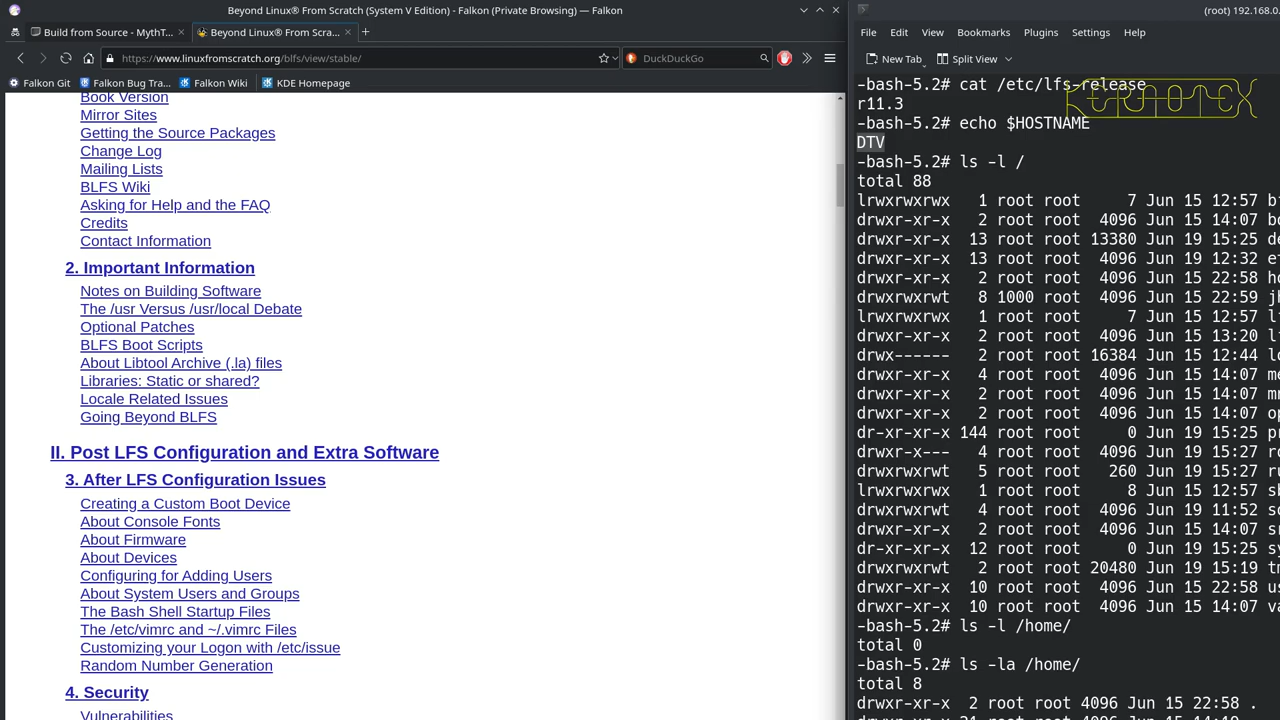 Beyond Linux® From Scratch (System V Edition) - Falkon (Private Browsing) — Falkon
Build from Source - MythT...
Beyond Linux® From Scra...
https://www.linuxfromscratch.org/blfs/view/stable/
DuckDuckGo
Falkon Git
Falkon Bug Tra...
Falkon Wiki
KDE Homepage
Book Version
Mirror Sites
Getting the Source Packages
Change Log
Mailing Lists
BLFS Wiki
Asking for Help and the FAQ
Credits
Contact Information
2. Important Information
Notes on Building Software
The /usr Versus /usr/local Debate
Optional Patches
BLFS Boot Scripts
About Libtool Archive (.la) files
Libraries: Static or shared?
Locale Related Issues
Going Beyond BLFS
II. Post LFS Configuration and Extra Software
3. After LFS Configuration Issues
Creating a Custom Boot Device
About Console Fonts
About Firmware
About Devices
Configuring for Adding Users
About System Users and Groups
The Bash Shell Startup Files
The /etc/vimrc and ~/.vimrc Files
Customizing your Logon with /etc/issue
Random Number Generation
4. Security
Vulnerabilities
(root) 192.168.0.
File Edit View Bookmarks Plugins Settings Help
New Tab
Split View
-bash-5.2# cat /etc/lfs-release
r11.3
-bash-5.2# echo $HOSTNAME
DTV
-bash-5.2# ls -l /
total 88
lrwxrwxrwx 1 root root 7 Jun 15 12:57 b
drwxr-xr-x 2 root root 4096 Jun 15 14:07 bo
drwxr-xr-x 13 root root 13380 Jun 19 15:25 de
drwxr-xr-x 13 root root 4096 Jun 19 12:32 e
drwxr-xr-x 2 root root 4096 Jun 15 22:58 ho
drwxrwxrwt 8 1000 root 4096 Jun 15 22:59 j
lrwxrwxrwx 1 root root 7 Jun 15 12:57 l
drwxr-xr-x 2 root root 4096 Jun 15 13:20 l
drwx------ 2 root root 16384 Jun 15 12:44 lo
drwxr-xr-x 4 root root 4096 Jun 15 14:07 me
drwxr-xr-x 2 root root 4096 Jun 15 14:07 mn
drwxr-xr-x 2 root root 4096 Jun 15 14:07 op
dr-xr-xr-x 144 root root 0 Jun 19 15:25 pr
drwxr-x--- 4 root root 4096 Jun 19 15:27 ro
drwxrwxrwt 5 root root 260 Jun 19 15:27 ru
lrwxrwxrwx 1 root root 8 Jun 15 12:57 sb
drwxrwxrwt 4 root root 4096 Jun 19 11:52 so
drwxr-xr-x 2 root root 4096 Jun 15 14:07 sr
dr-xr-xr-x 12 root root 0 Jun 19 15:25 sy
drwxrwxrwt 2 root root 20480 Jun 19 15:19 tm
drwxr-xr-x 10 root root 4096 Jun 15 22:58 us
drwxr-xr-x 10 root root 4096 Jun 15 14:07 va
-bash-5.2# ls -l /home/
total 0
-bash-5.2# ls -la /home/
total 8
drwxr-xr-x 2 root root 4096 Jun 15 22:58 .